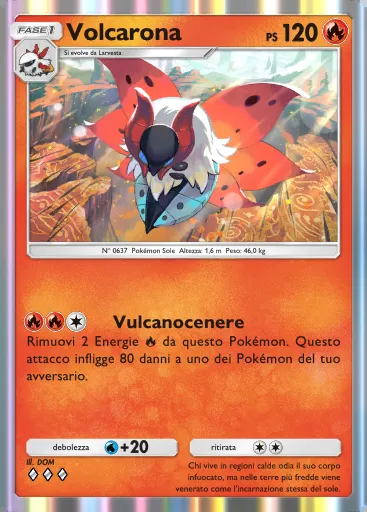 FASE 1
Volcarona
PS 120
Si evolve da Larvesta
N° 0637 Pokémon Sole Altezza: 1,6 m Peso: 46,0 kg
Vulcanocenere
Rimuovi 2 Energie da questo Pokémon. Questo
attacco infligge 80 danni a uno dei Pokémon del tuo
avversario.
debolezza +20
ritirata
Ill. DOM
Chi vive in regioni calde odia il suo corpo
infuocato, ma nelle terre più fredde viene
venerato come l'incarnazione stessa del sole.